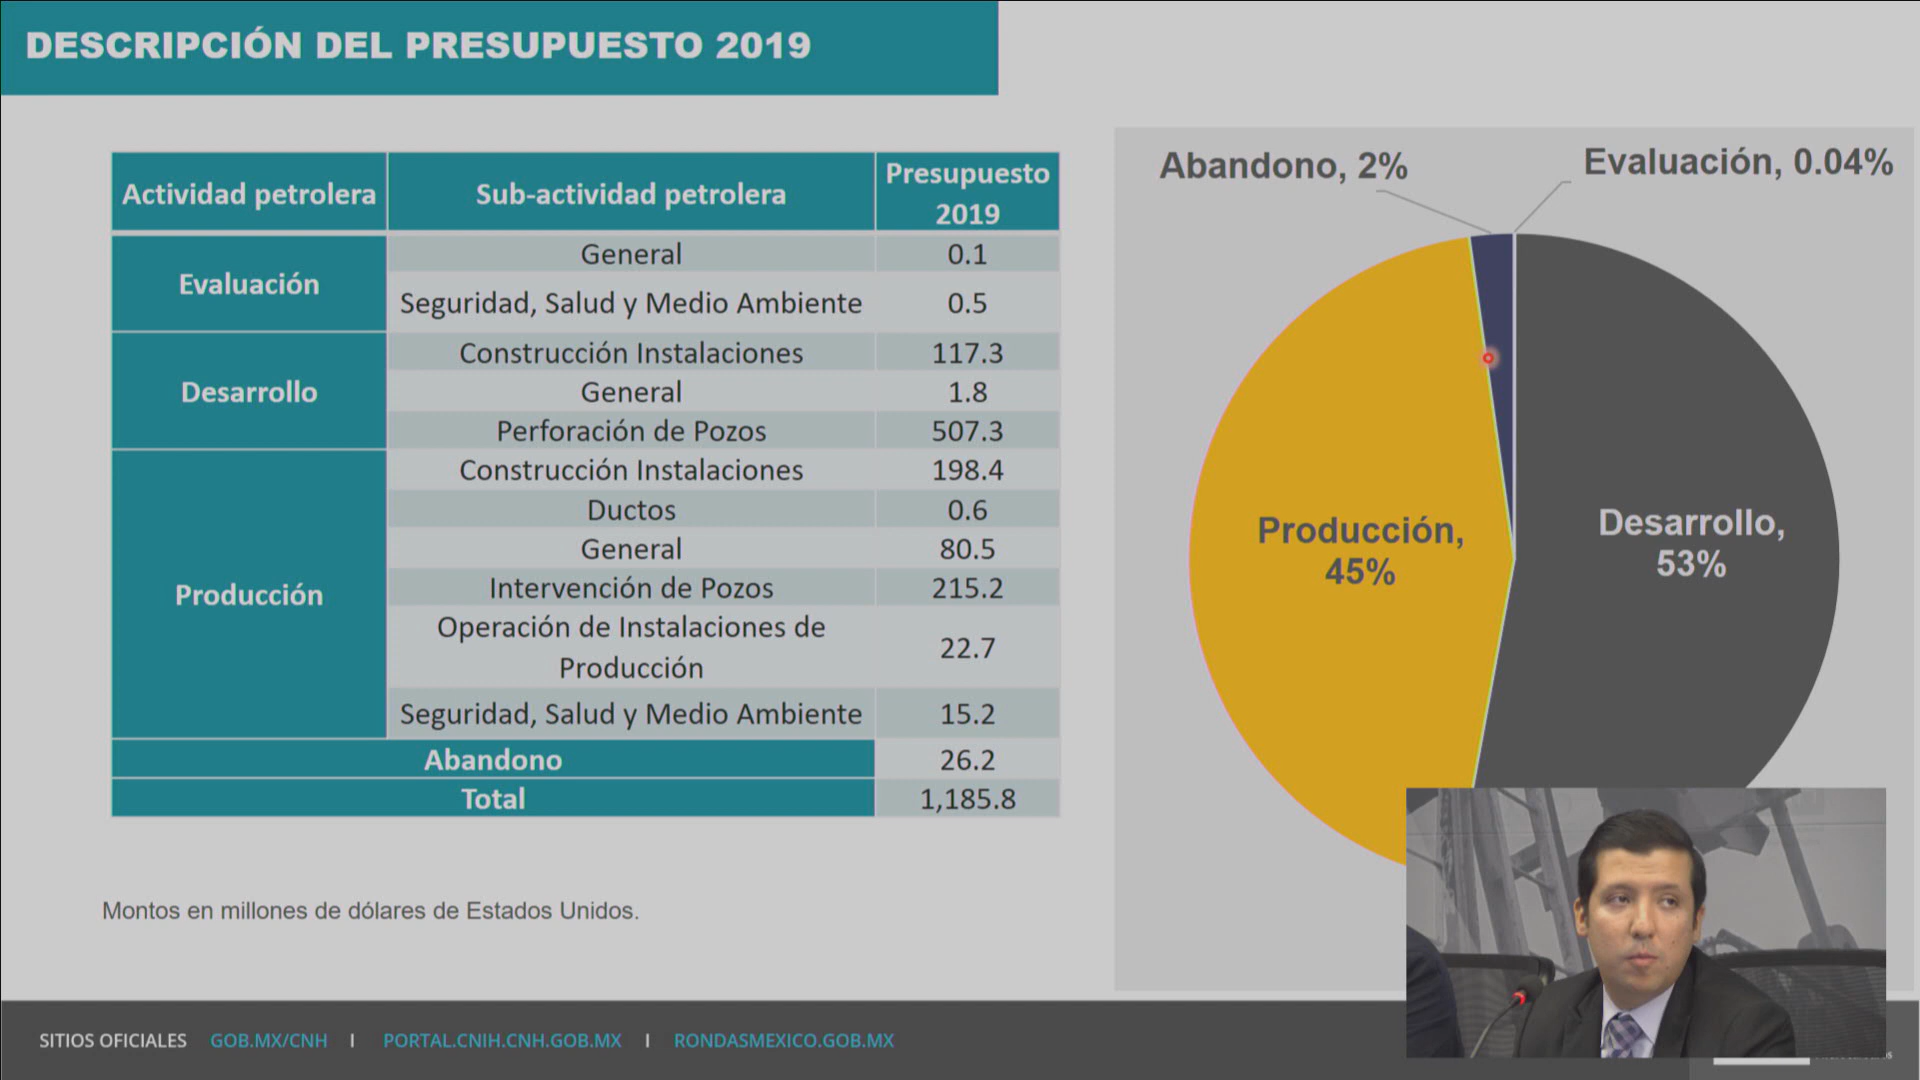 DESCRIPCIÓN DEL PRESUPUESTO 2019
Actividad petrolera
Sub-actividad petrolera
Presupuesto
2019
Evaluación
General
0.1
Seguridad, Salud y Medio Ambiente
0.5
Desarrollo
Construcción Instalaciones
117.3
General
1.8
Perforación de Pozos
507.3
Producción
Construcción Instalaciones
198.4
Ductos
0.6
General
80.5
Intervención de Pozos
215.2
Operación de Instalaciones de
Producción
22.7
Seguridad, Salud y Medio Ambiente
15.2
Abandono
26.2
Total
1,185.8
Montos en millones de dólares de Estados Unidos.
Abandono, 2%
Evaluación, 0.04%
Producción,
45%
Desarrollo,
53%
SITIOS OFICIALES GOB.MX/CNH I PORTAL.CNIH.CNH.GOB.MX I RONDASMEXICO.GOB.MX